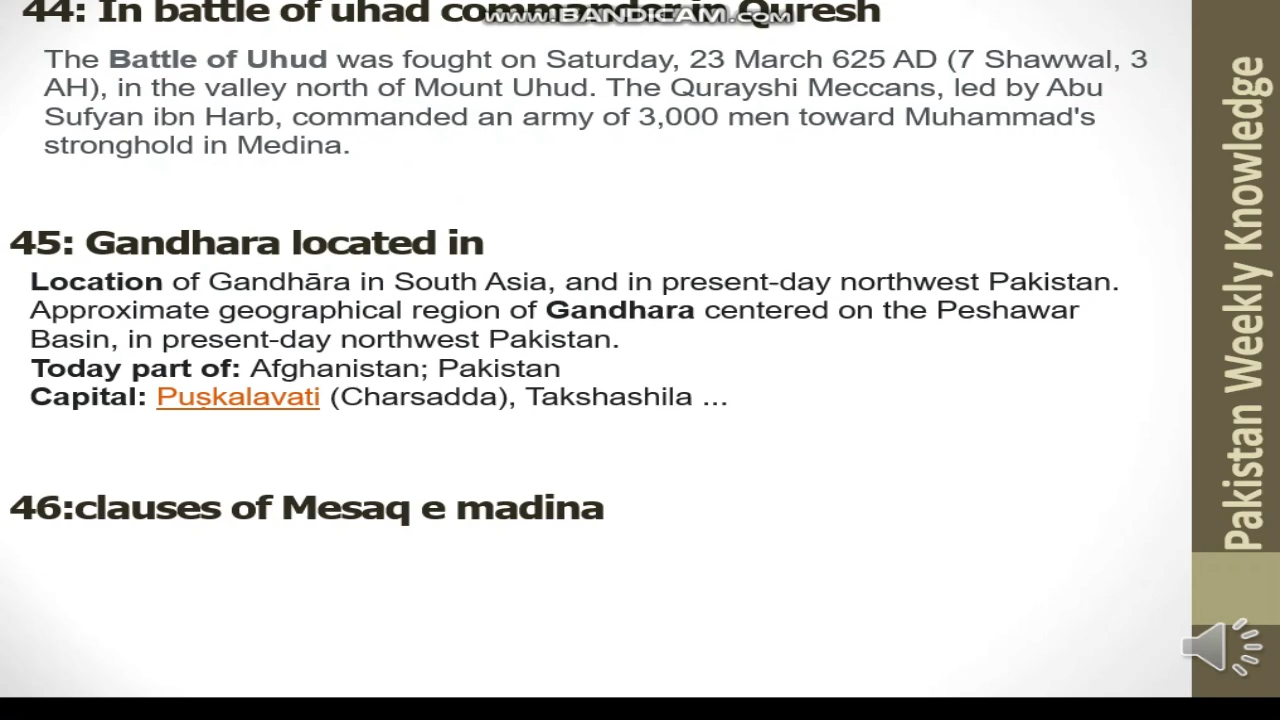 44: In battle of uhad commander in Quresh
www.BANDICAM.com
The Battle of Uhud was fought on Saturday, 23 March 625 AD (7 Shawwal, 3
AH), in the valley north of Mount Uhud. The Qurayshi Meccans, led by Abu
Sufyan ibn Harb, commanded an army of 3,000 men toward Muhammad's
stronghold in Medina.
45: Gandhara located in
Location of Gandhāra in South Asia, and in present-day northwest Pakistan.
Approximate geographical region of Gandhara centered on the Peshawar
Basin, in present-day northwest Pakistan.
Today part of: Afghanistan; Pakistan
Capital: Puṣkalavati (Charsadda), Takshashila ...
46:clauses of Mesaq e madina
Pakistan Weekly Knowledge